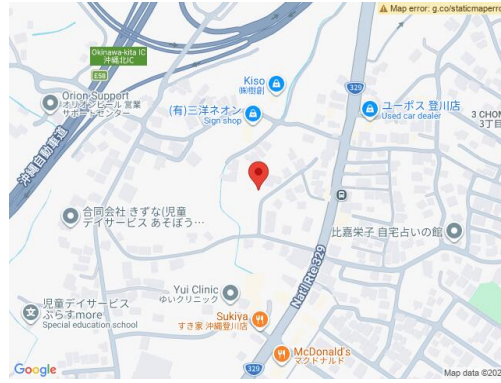 Map error: g.co/staticmaperro
Okinawa-kita IC
沖縄北IC
E58
Orion Support
オリオンビール 営業
サポートセンター
Kiso
㈱樹創
(有)三洋ネオン
Sign shop
329
ユーポス 登川店
Used car dealer
3 CHOM
3丁目
沖縄自動車道
合同会社 きずな(児童
デイサービス あそぼう…
比嘉栄子 自宅占いの館
Nat'l Rte 329
Yui Clinic
ゆいクリニック
児童デイサービス
ぷらすmore
Special education school
Sukiya
すき家 沖縄登川店
McDonald's
マクドナルド
329
Google
Map data ©202